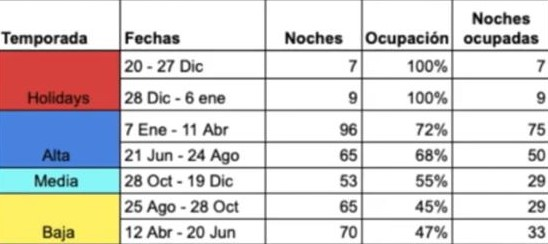 Temporada Fechas Noches Ocupación Noches ocupadas
Holidays 20 - 27 Dic 7 100% 7
28 Dic - 6 ene 9 100% 9
Alta 7 Ene - 11 Abr 96 72% 75
21 Jun - 24 Ago 65 68% 50
Media 28 Oct - 19 Dic 53 55% 29
Baja 25 Ago - 28 Oct 65 45% 29
12 Abr - 20 Jun 70 47% 33